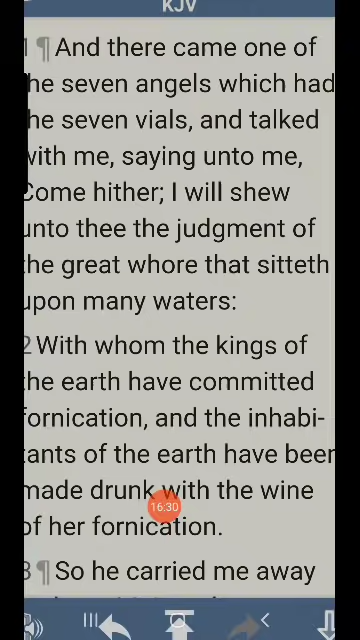 KJV
1 ¶ And there came one of
the seven angels which had
the seven vials, and talked
with me, saying unto me,
Come hither; I will shew
unto thee the judgment of
the great whore that sitteth
upon many waters:
2 With whom the kings of
the earth have committed
fornication, and the inhabi-
tants of the earth have been
made drunk with the wine
16:30
of her fornication.
3 ¶ So he carried me away